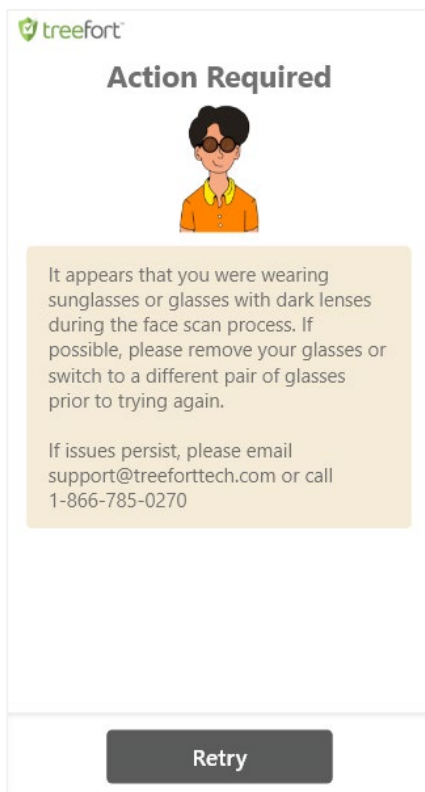 treefort™
Action Required
It appears that you were wearing
sunglasses or glasses with dark lenses
during the face scan process. If
possible, please remove your glasses or
switch to a different pair of glasses
prior to trying again.
If issues persist, please email
support@treeforttech.com or call
1-866-785-0270
Retry